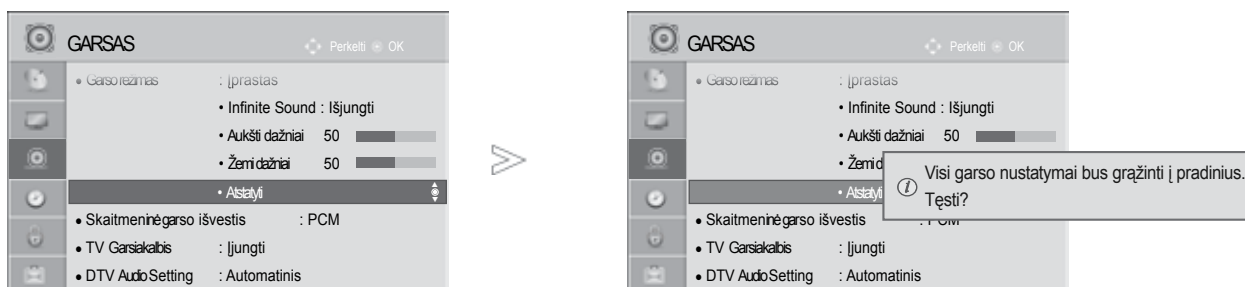 GARSAS Perkelti OK
• Garso režimas : Įprastas
• Infinite Sound : Išjungti
• Aukšti dažniai 50
• Žemi dažniai 50
• Atstatyti
• Skaitmeninė garso išvestis : PCM
• TV Garsiakalbis : Įjungti
• DTV Audio Setting : Automatinis
GARSAS Perkelti OK
• Garso režimas : Įprastas
• Infinite Sound : Išjungti
• Aukšti dažniai 50
• Žemi d
• Atstatyti
Visi garso nustatymai bus grąžinti į pradinius.
Tęsti?
• Skaitmeninė garso išvestis : PCM
• TV Garsiakalbis : Įjungti
• DTV Audio Setting : Automatinis